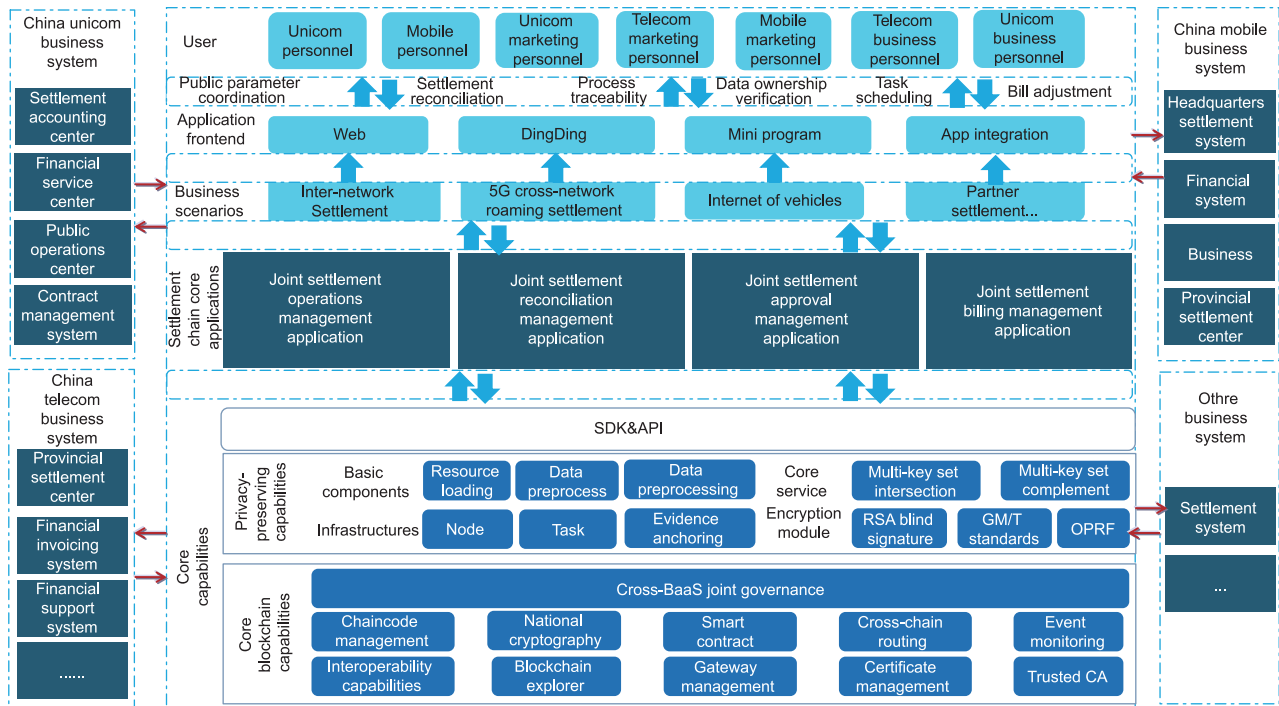 China unicom
business
system
Settlement
accounting
center
Financial
service
center
Public
operations
center
Contract
management
system
China
telecom
business
system
Provincial
settlement
center
Financial
invoicing
system
Financial
support
system
......
User
Unicom
personnel
Mobile
personnel
Unicom
marketing
personnel
Telecom
marketing
personnel
Mobile
marketing
personnel
Telecom
business
personnel
Unicom
business
personnel
Public parameter
coordination
Settlement
reconciliation
Process
traceability
Data ownership
verification
Task
scheduling
Bill adjustment
Application
frontend
Web
DingDing
Mini program
App integration
Business
scenarios
Inter-network
Settlement
5G cross-network
roaming settlement
Internet of vehicles
Partner
settlement...
Settlement
chain core
applications
Joint settlement
operations
management
application
Joint settlement
reconciliation
management
application
Joint settlement
approval
management
application
Joint settlement
billing management
application
Core
capabilities
SDK&API
Privacy-
preserving
capabilities
Basic
components
Resource
loading
Data
preprocess
Data
preprocessing
Core
service
Multi-key set
intersection
Multi-key set
complement
Infrastructures
Node
Task
Evidence
anchoring
Encryption
module
RSA blind
signature
GM/T
standards
OPRF
Core
blockchain
capabilities
Cross-BaaS joint governance
Chaincode
management
National
cryptography
Smart
contract
Cross-chain
routing
Event
monitoring
Interoperability
capabilities
Blockchain
explorer
Gateway
management
Certificate
management
Trusted CA
China mobile
business
system
Headquarters
settlement
system
Financial
system
Business
Provincial
settlement
center
Othre
business
system
Settlement
system
...